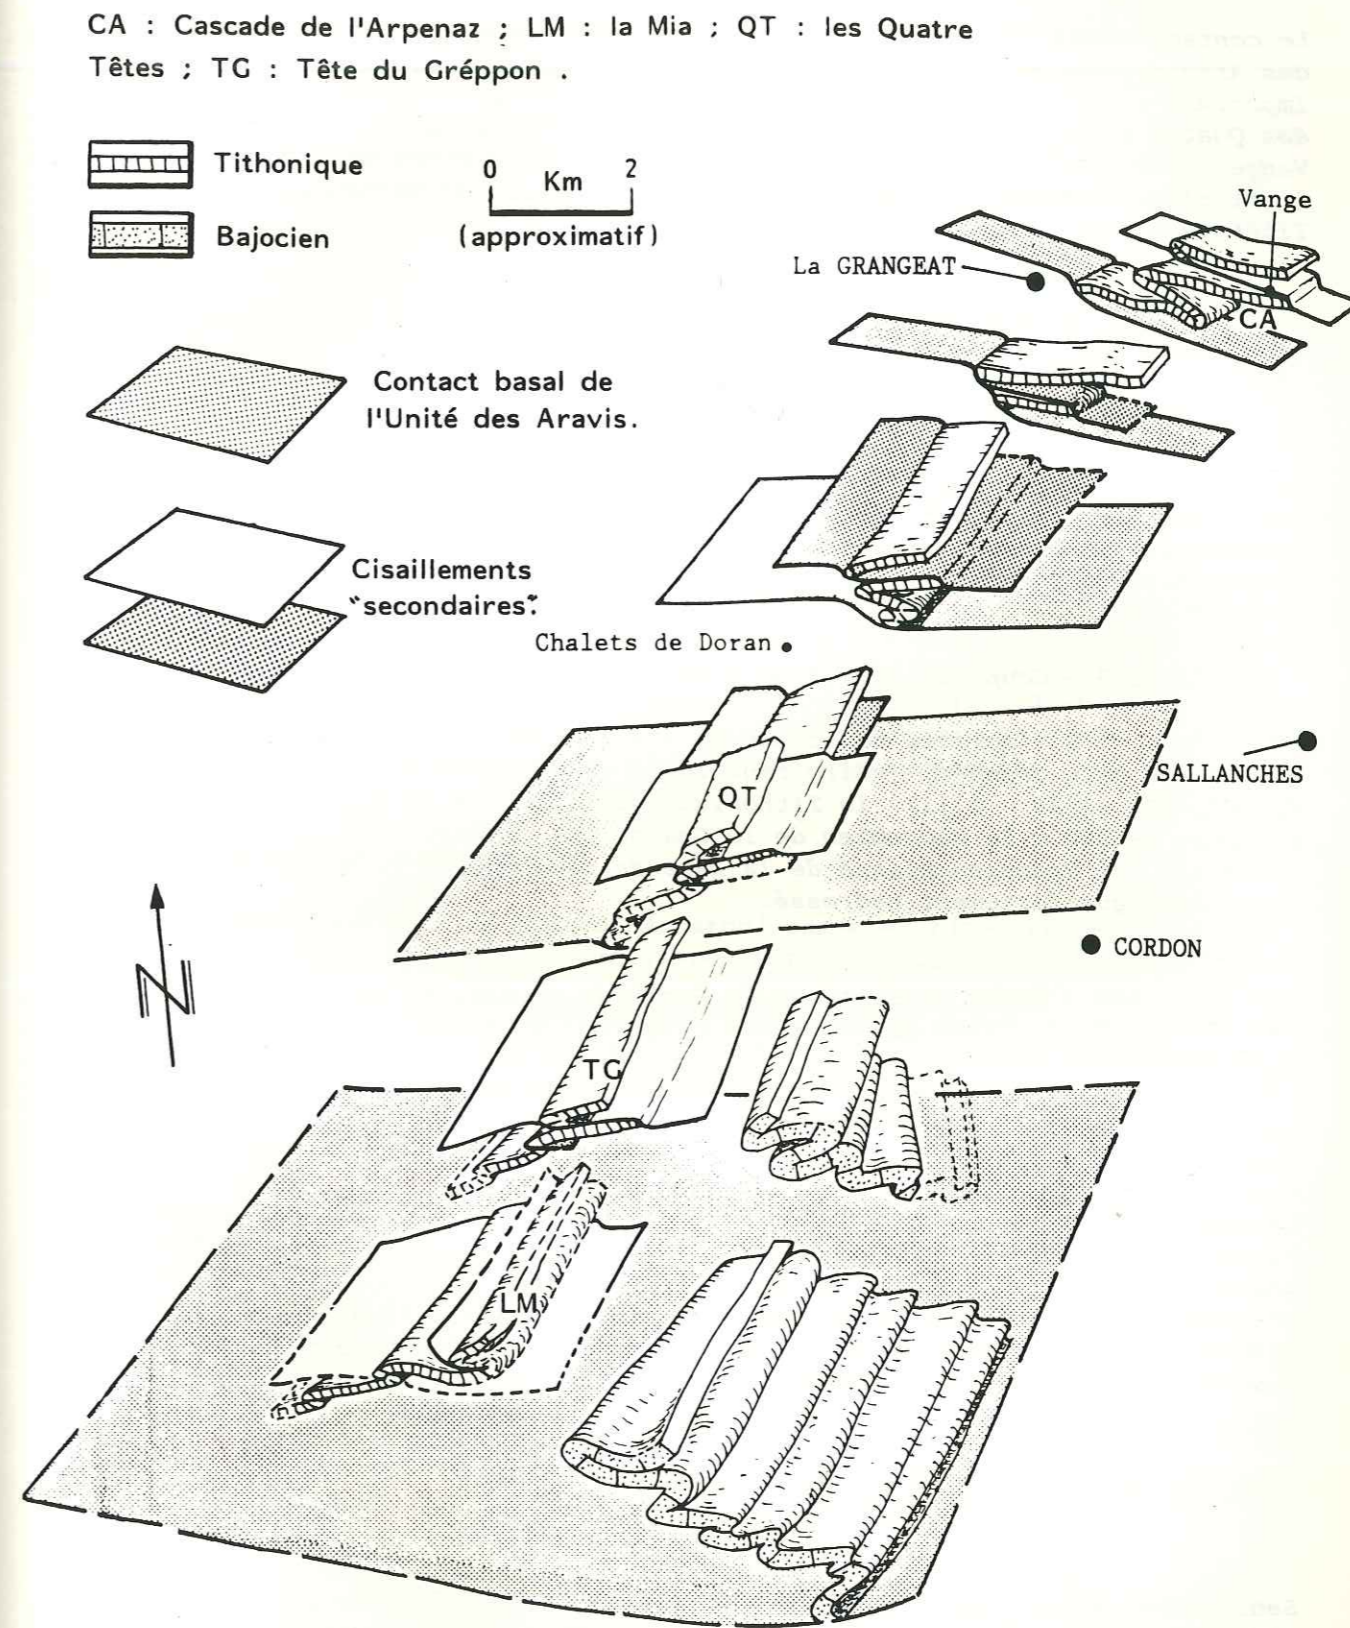 CA : Cascade de l'Arpenaz ; LM : la Mia ; QT : les Quatre
Têtes ; TG : Tête du Gréppon .
Tithonique
Bajocien
0 Km 2
(approximatif)
Vange
La GRANGEAT
CA
Contact basal de
l'Unité des Aravis.
Cisaillements
"secondaires".
Chalets de Doran
QT
SALLANCHES
CORDON
N
TG
LM